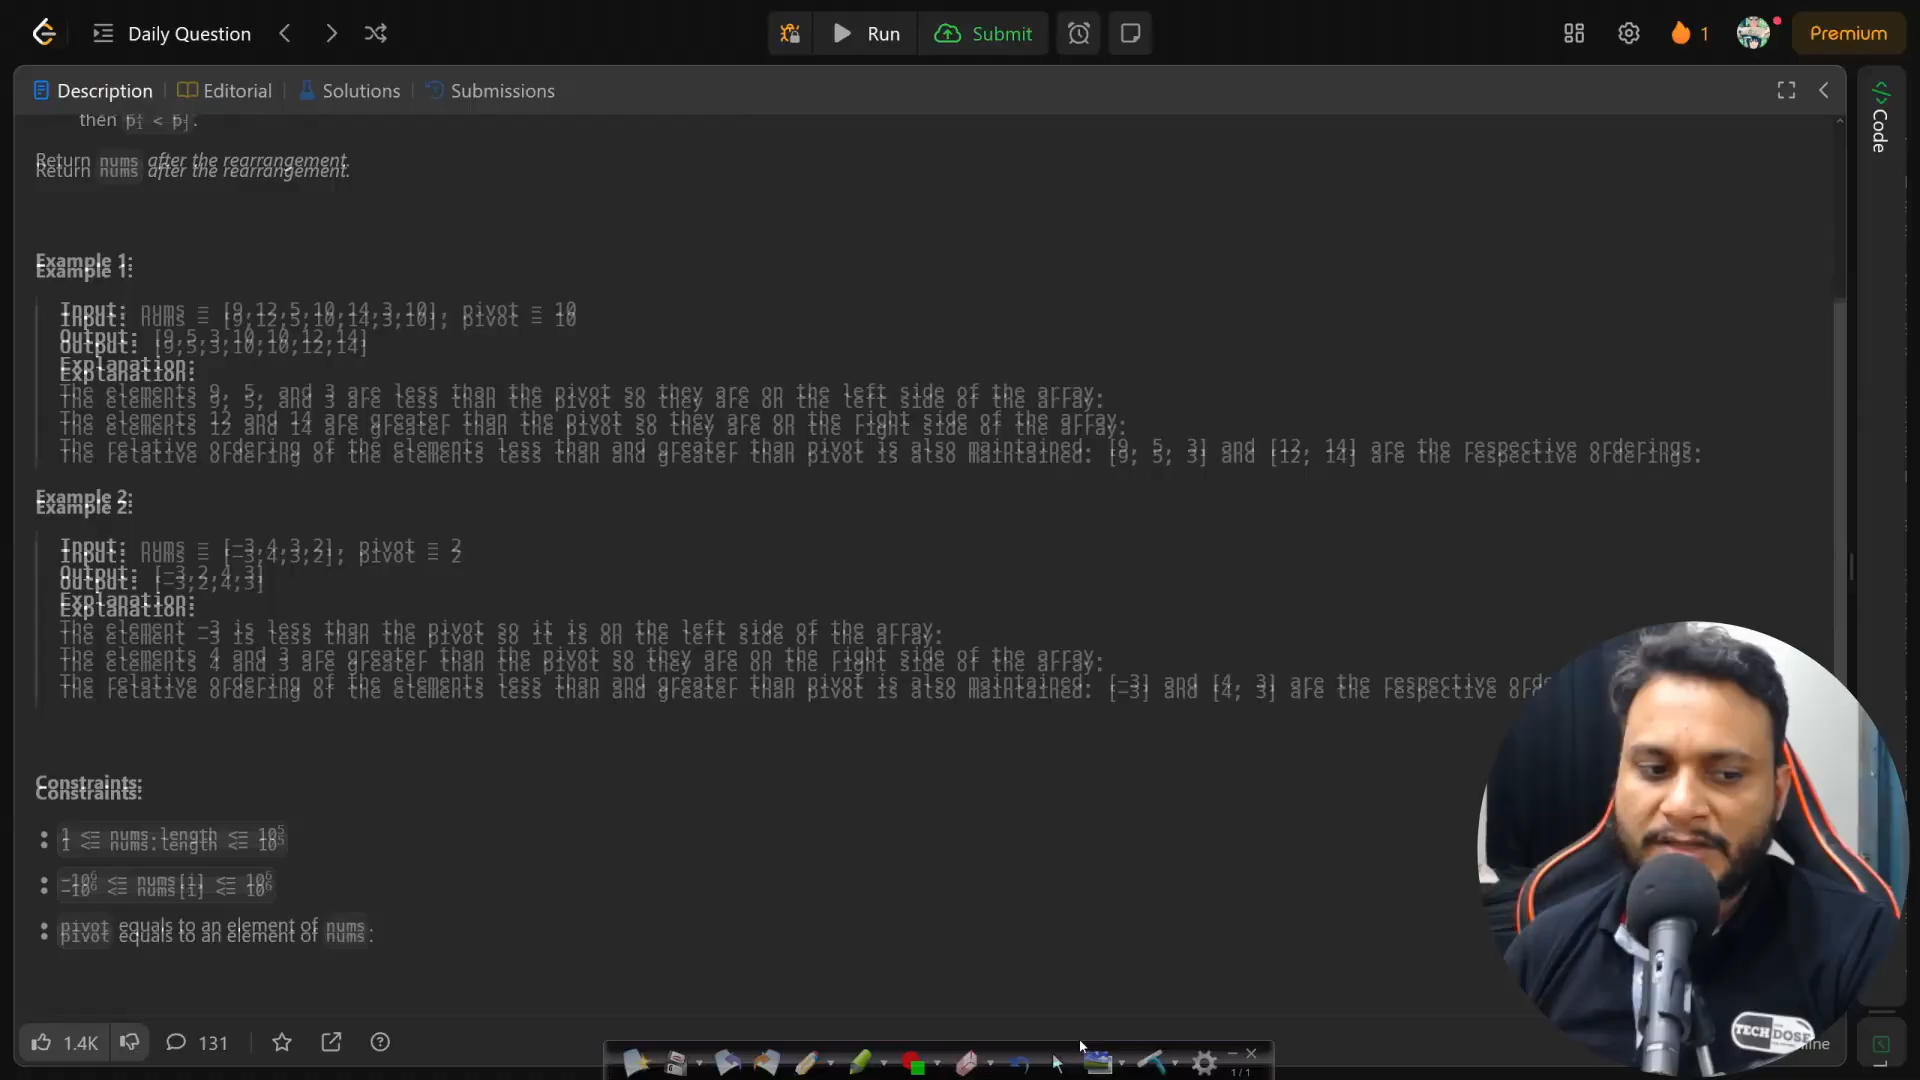 Daily Question
Run
Submit
1
Premium
Description
Editorial
Solutions
Submissions
Code
then pi < pj.
Return nums after the rearrangement.
Example 1:
Input: nums = [9,12,5,10,14,3,10], pivot = 10
Output: [9,5,3,10,10,12,14]
Explanation:
The elements 9, 5, and 3 are less than the pivot so they are on the left side of the array.
The elements 12 and 14 are greater than the pivot so they are on the right side of the array.
The relative ordering of the elements less than and greater than pivot is also maintained. [9, 5, 3] and [12, 14] are the respective orderings.
Example 2:
Input: nums = [-3,4,3,2], pivot = 2
Output: [-3,2,4,3]
Explanation:
The element -3 is less than the pivot so it is on the left side of the array.
The elements 4 and 3 are greater than the pivot so they are on the right side of the array.
The relative ordering of the elements less than and greater than pivot is also maintained. [-3] and [4, 3] are the respective orde
Constraints:
1 <= nums.length <= 10^5
-10^6 <= nums[i] <= 10^6
pivot equals to an element of nums.
1.4K
131
1/1
TECH DOSE